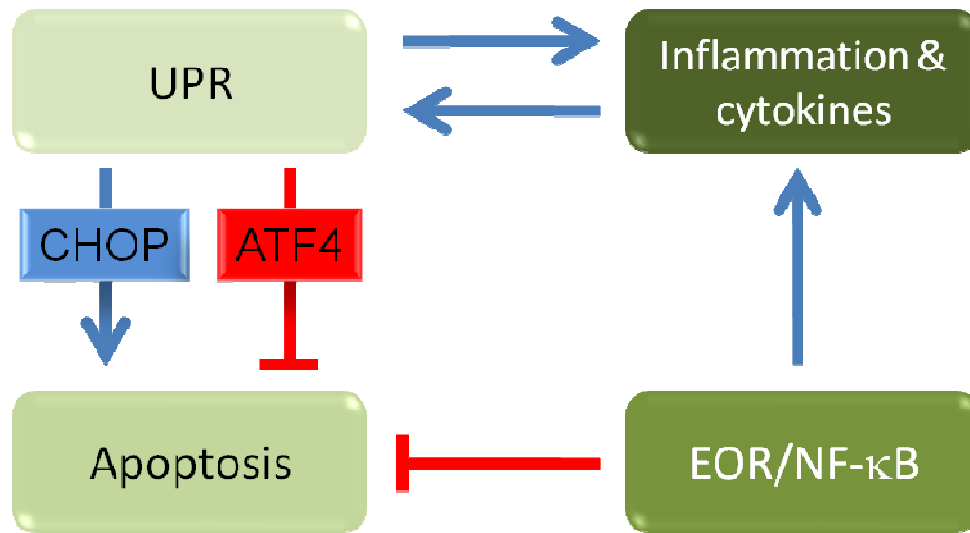 UPR
Inflammation &
cytokines
CHOP
ATF4
Apoptosis
EOR/NF-κB